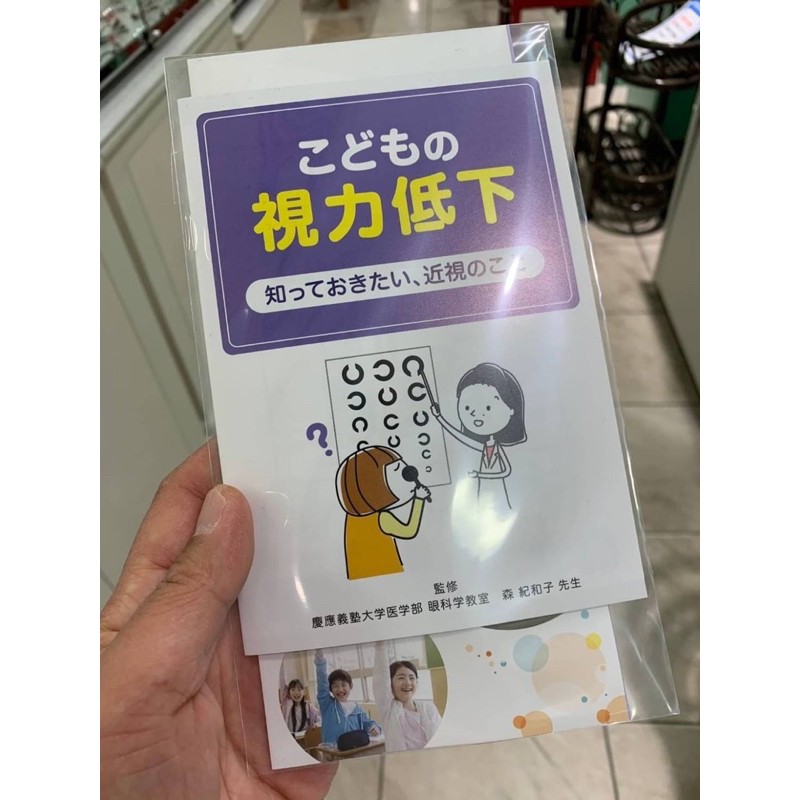 こどもの
視力低下
知っておきたい、近視のこと
?
監修
慶應義塾大学医学部 眼科学教室　森 紀和子 先生